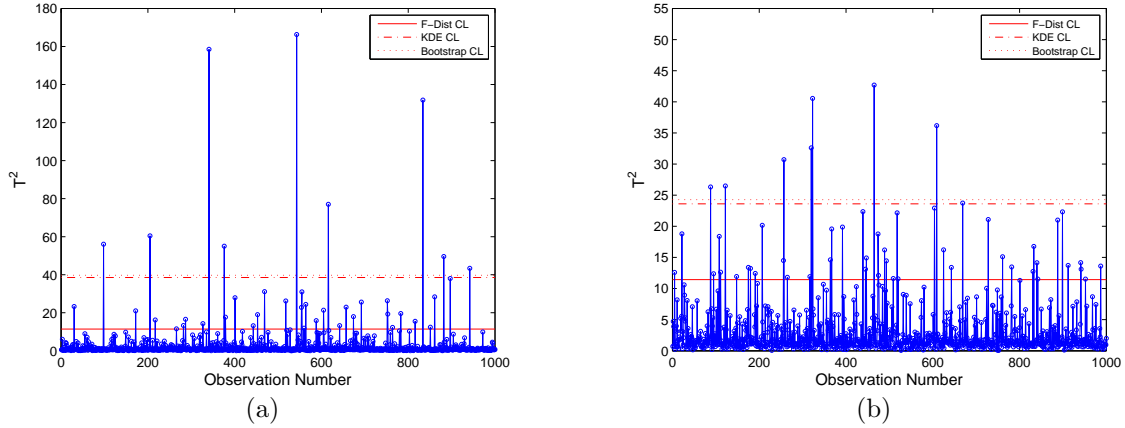 180
160
140
120
100
80
60
40
20
0
T²
0 200 400 600 800 1000
Observation Number
F−Dist CL
KDE CL
Bootstrap CL
(a)
55
50
45
40
35
30
25
20
15
10
5
0
T²
0 200 400 600 800 1000
Observation Number
F−Dist CL
KDE CL
Bootstrap CL
(b)